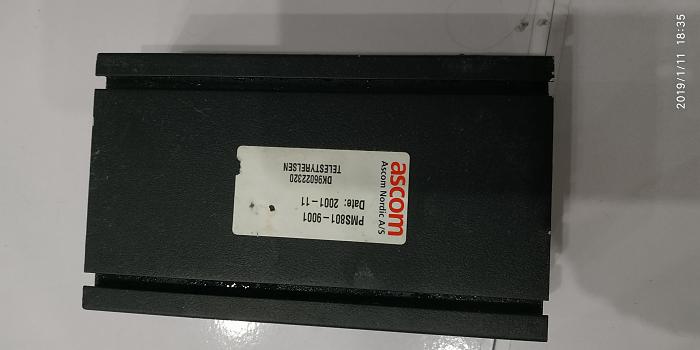 ascom
Ascom Nordic A/S
PMS801-9001
Date: 2001-11
DK96022320
TELESTYRELSEN
2019/1/11 18:35